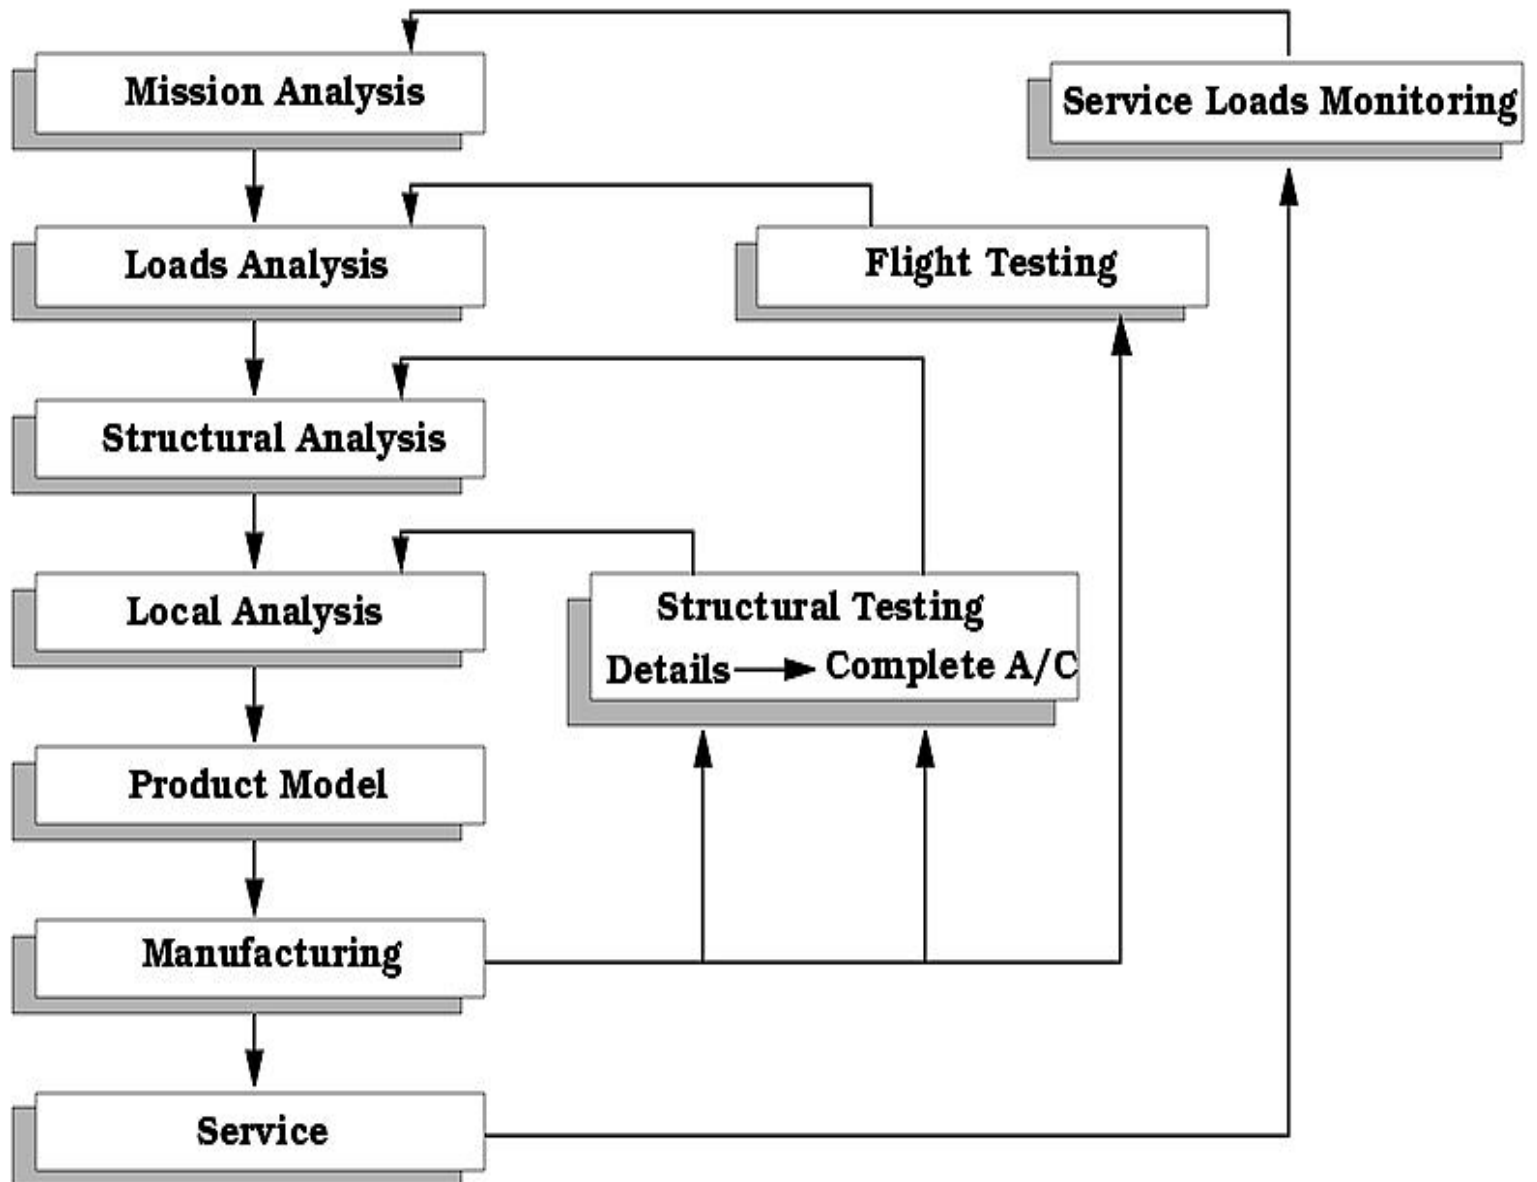 Mission Analysis
Service Loads Monitoring
Loads Analysis
Flight Testing
Structural Analysis
Local Analysis
Structural Testing
Details Complete A/C
Product Model
Manufacturing
Service